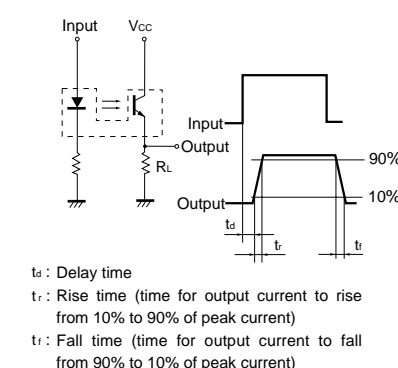 Input Vcc
Input
Output
RL
90%
Output
10%
td
tr
tf
td : Delay time
tr : Rise time (time for output current to rise
from 10% to 90% of peak current)
tf : Fall time (time for output current to fall
from 90% to 10% of peak current)